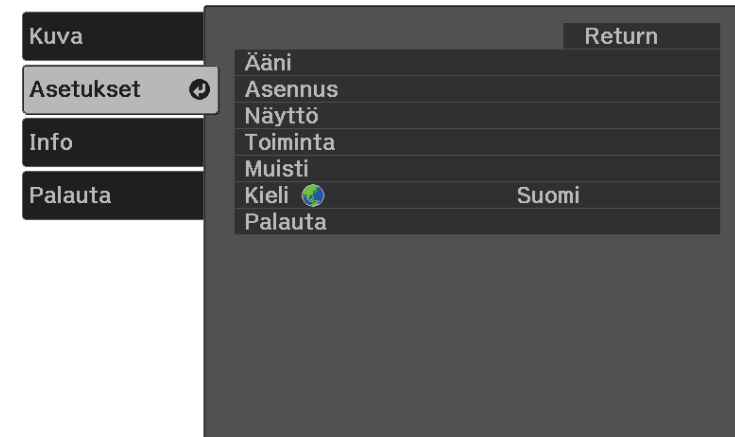 Kuva
Asetukset
Info
Palauta
Return
Ääni
Asennus
Näyttö
Toiminta
Muisti
Kieli Suomi
Palauta